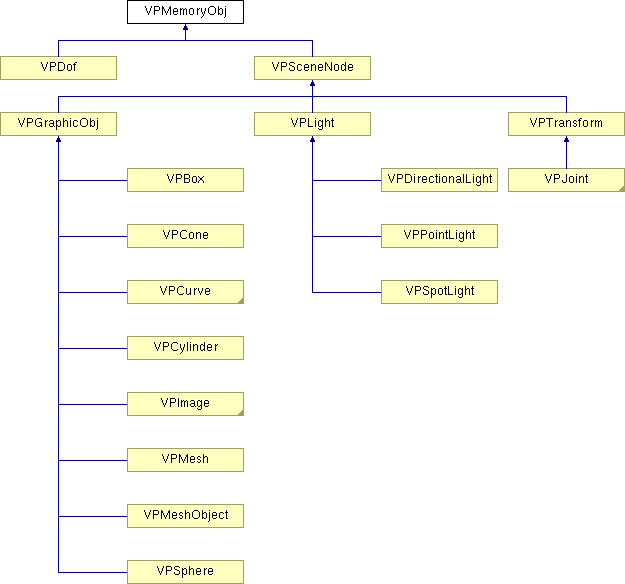 VPMemoryObj
VPDof
VPSceneNode
VPGraphicObj
VPLight
VPTransform
VPBox
VPDirectionalLight
VPJoint
VPCone
VPPointLight
VPCurve
VPSpotLight
VPCylinder
VPImage
VPMesh
VPMeshObject
VPSphere